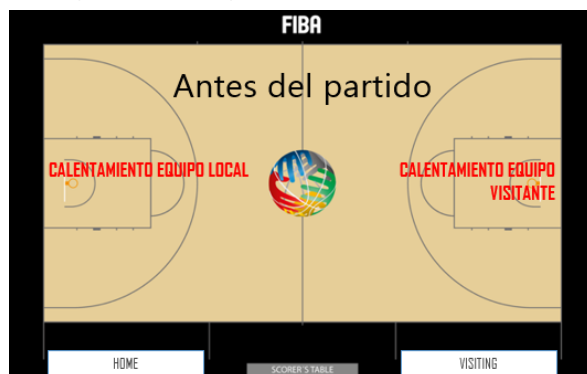 FIBA
Antes del partido
CALENTAMIENTO EQUIPO LOCAL
CALENTAMIENTO EQUIPO
VISITANTE
HOME
SCORER'S TABLE
VISITING